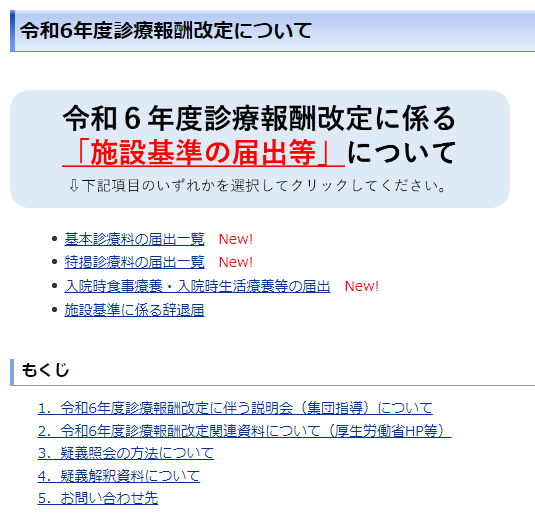 令和6年度診療報酬改定について
令和６年度診療報酬改定に係る
「施設基準の届出等」について
⇩下記項目のいずれかを選択してクリックしてください。
• 基本診療料の届出一覧 New!
• 特掲診療料の届出一覧 New!
• 入院時食事療養・入院時生活療養等の届出 New!
• 施設基準に係る辞退届
もくじ
1．令和6年度診療報酬改定に伴う説明会（集団指導）について
2．令和6年度診療報酬改定関連資料について（厚生労働省HP等）
3．疑義照会の方法について
4．疑義解釈資料について
5．お問い合わせ先